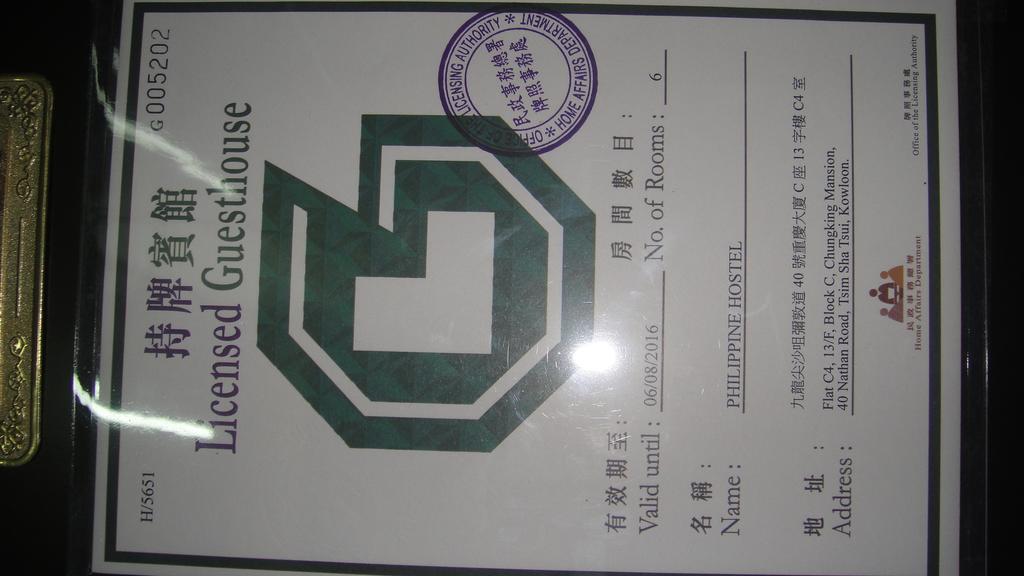 H/5651
G 005202
持牌賓館
Licensed Guesthouse
LICENSING AUTHORITY * HOME AFFAIRS DEPARTMENT *
民政事務總署
牌照事務處
有效期至: 房間數目:
Valid until: 06/08/2016 No. of Rooms: 6
名稱:
Name: PHILIPPINE HOSTEL
地址: 九龍尖沙咀彌敦道 40 號重慶大廈 C 座 13 字樓 C4 室
Address: Flat C4, 13/F, Block C, Chungking Mansion,
40 Nathan Road, Tsim Sha Tsui, Kowloon.
民政事務總署
Home Affairs Department
牌照事務處
Office of the Licensing Authority